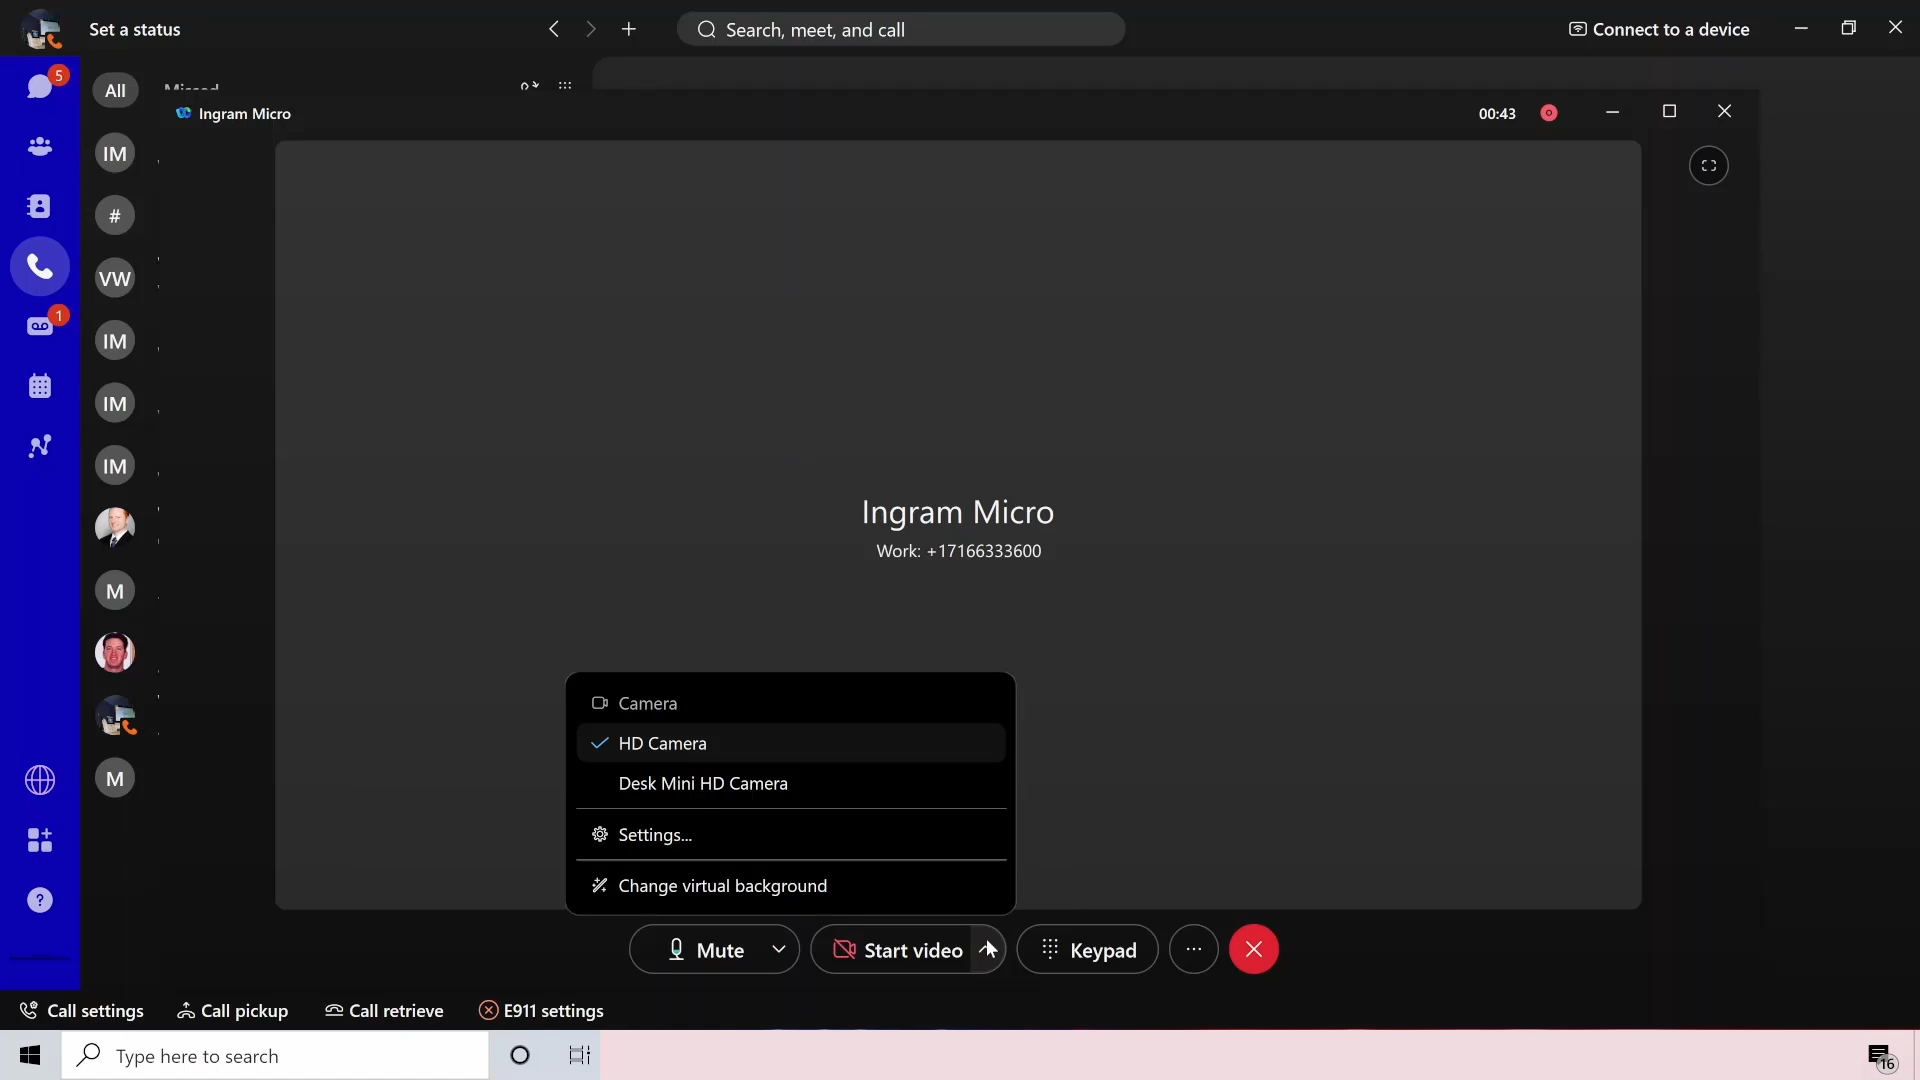 Set a status
Search, meet, and call
Connect to a device
5
All
Missed
Ingram Micro
00:43
IM
#
VW
IM
1
IM
IM
M
M
Ingram Micro
Work: +17166333600
Camera
HD Camera
Desk Mini HD Camera
Settings...
Change virtual background
?
Mute
Start video
Keypad
Call settings
Call pickup
Call retrieve
E911 settings
Type here to search
16